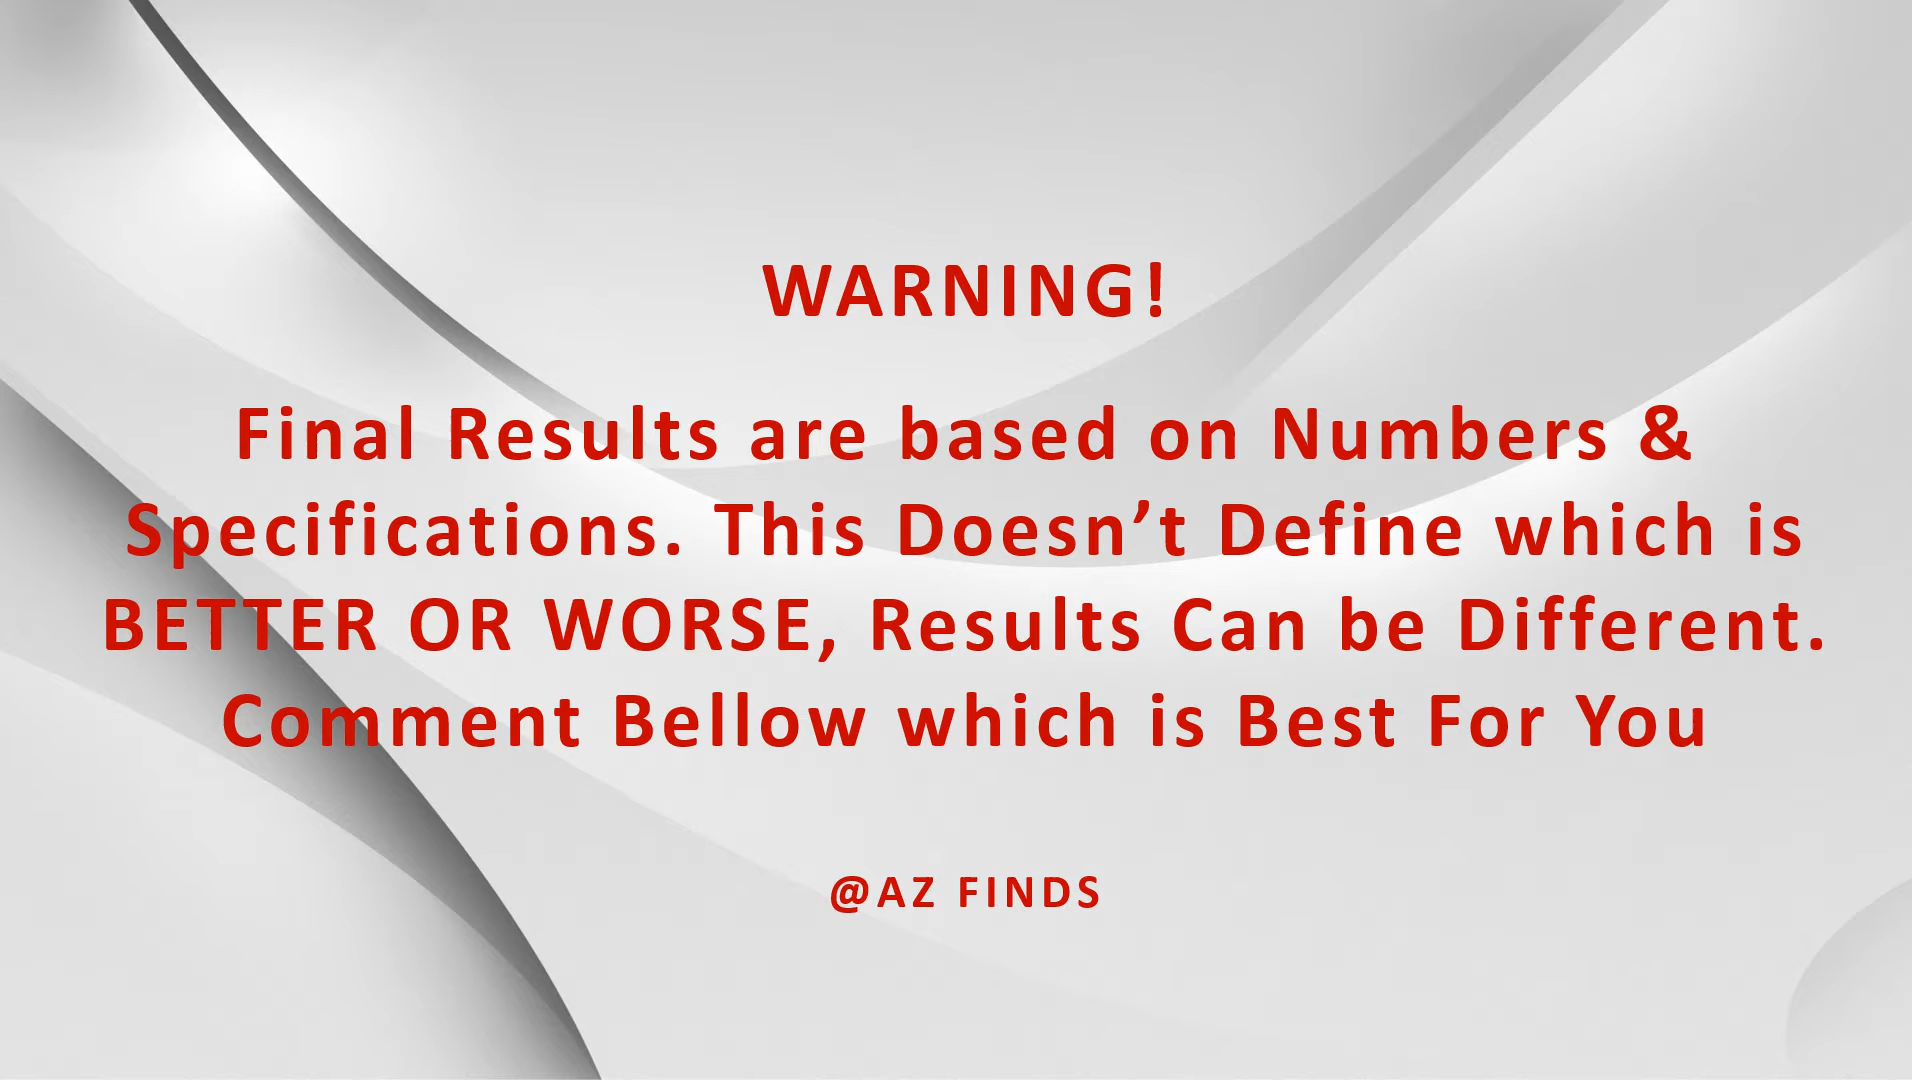 WARNING!
Final Results are based on Numbers &
Specifications. This Doesn’t Define which is
BETTER OR WORSE, Results Can be Different.
Comment Bellow which is Best For You
@AZ FINDS